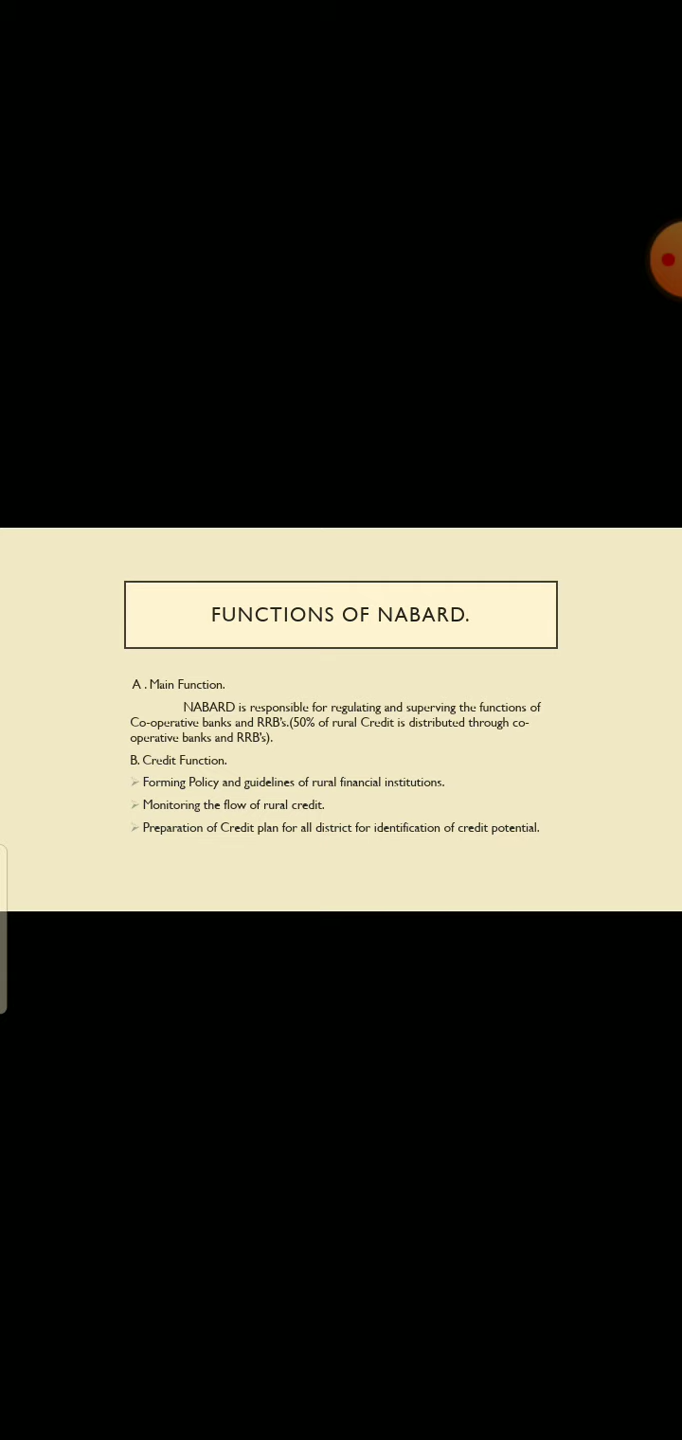 FUNCTIONS OF NABARD.
A . Main Function.
NABARD is responsible for regulating and superving the functions of
Co-operative banks and RRB's.(50% of rural Credit is distributed through co-
operative banks and RRB's).
B. Credit Function.
➢ Forming Policy and guidelines of rural financial institutions.
➢ Monitoring the flow of rural credit.
➢ Preparation of Credit plan for all district for identification of credit potential.